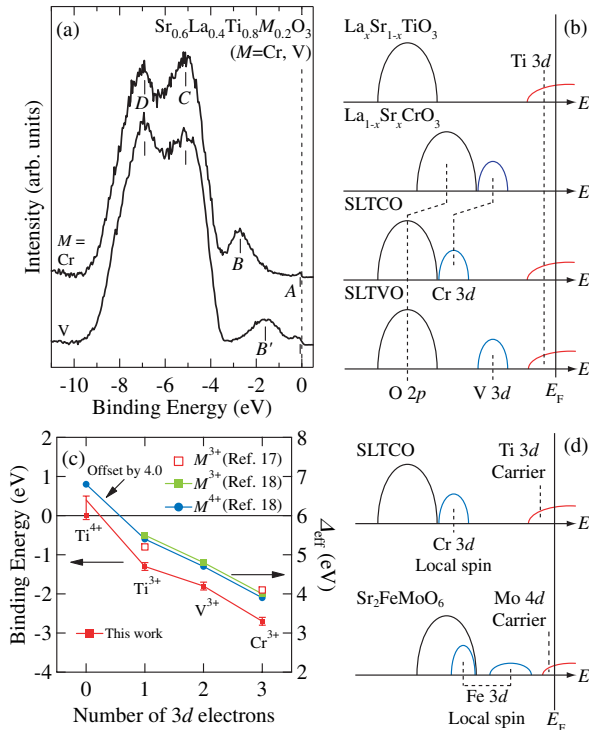 (a)
Sr0.6La0.4Ti0.8M0.2O3
(M=Cr, V)
D
C
M =
Cr
B
A
V
B'
Intensity (arb. units)
-10 -8 -6 -4 -2 0
Binding Energy (eV)
(b)
LaxSr1-xTiO3
Ti 3d
E
La1-xSrxCrO3
E
SLTCO
Cr 3d
E
SLTVO
E
O 2p
V 3d
EF
(c)
Offset by 4.0
M3+(Ref. 17)
M3+(Ref. 18)
M4+(Ref. 18)
Ti4+
Ti3+
V3+
Cr3+
This work
Binding Energy (eV)
2
1
0
-1
-2
-3
-4
8
7
6
5
4
3
2
Δeff (eV)
0 1 2 3
Number of 3d electrons
(d)
SLTCO
Ti 3d
Carrier
E
Cr 3d
Local spin
Sr2FeMoO6
Mo 4d
Carrier
E
Fe 3d
Local spin
EF